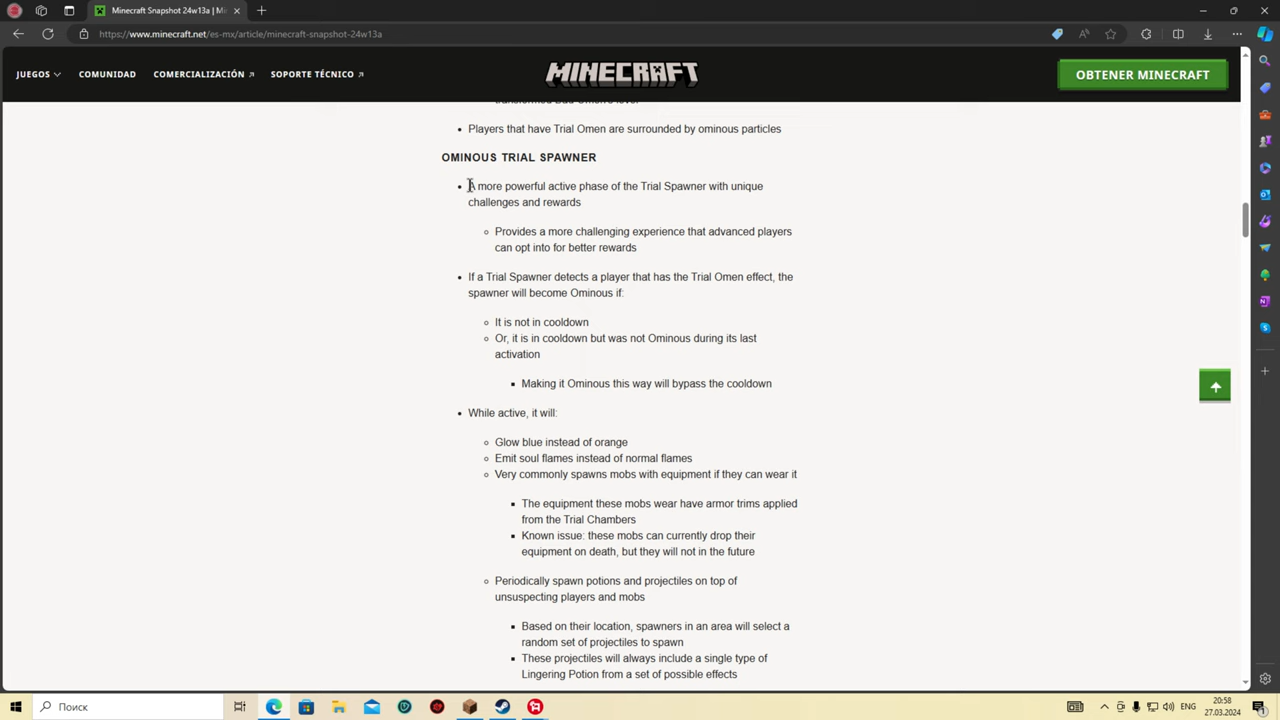 Minecraft Snapshot 24w13a | Mi
https://www.minecraft.net/es-mx/article/minecraft-snapshot-24w13a
JUEGOS COMUNIDAD COMERCIALIZACIÓN SOPORTE TÉCNICO MINECRAFT OBTENER MINECRAFT
transformed Bad Omen's level
Players that have Trial Omen are surrounded by ominous particles
OMINOUS TRIAL SPAWNER
A more powerful active phase of the Trial Spawner with unique
challenges and rewards
Provides a more challenging experience that advanced players
can opt into for better rewards
If a Trial Spawner detects a player that has the Trial Omen effect, the
spawner will become Ominous if:
It is not in cooldown
Or, it is in cooldown but was not Ominous during its last
activation
Making it Ominous this way will bypass the cooldown
While active, it will:
Glow blue instead of orange
Emit soul flames instead of normal flames
Very commonly spawns mobs with equipment if they can wear it
The equipment these mobs wear have armor trims applied
from the Trial Chambers
Known issue: these mobs can currently drop their
equipment on death, but they will not in the future
Periodically spawn potions and projectiles on top of
unsuspecting players and mobs
Based on their location, spawners in an area will select a
random set of projectiles to spawn
These projectiles will always include a single type of
Lingering Potion from a set of possible effects
Поиск
ENG
20:58
27.03.2024